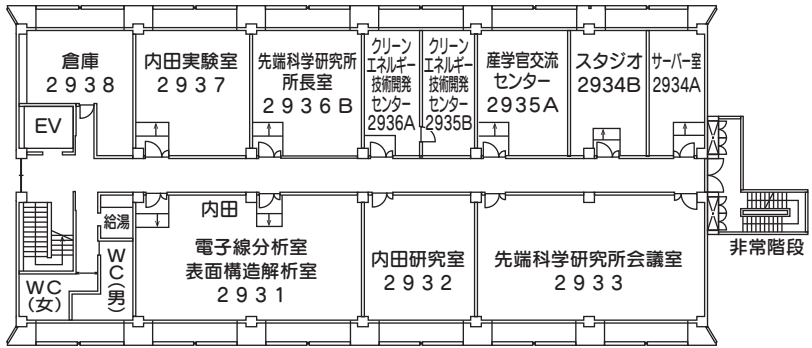 倉庫
2938
内田実験室
2937
先端科学研究所
所長室
2936B
クリーン
エネルギー
技術開発
センター
2936A
クリーン
エネルギー
技術開発
センター
2935B
産学官交流
センター
2935A
スタジオ
2934B
サーバー室
2934A
EV
給湯
WC
(女)
WC
(男)
内田
電子線分析室
表面構造解析室
2931
内田研究室
2932
先端科学研究所会議室
2933
非常階段